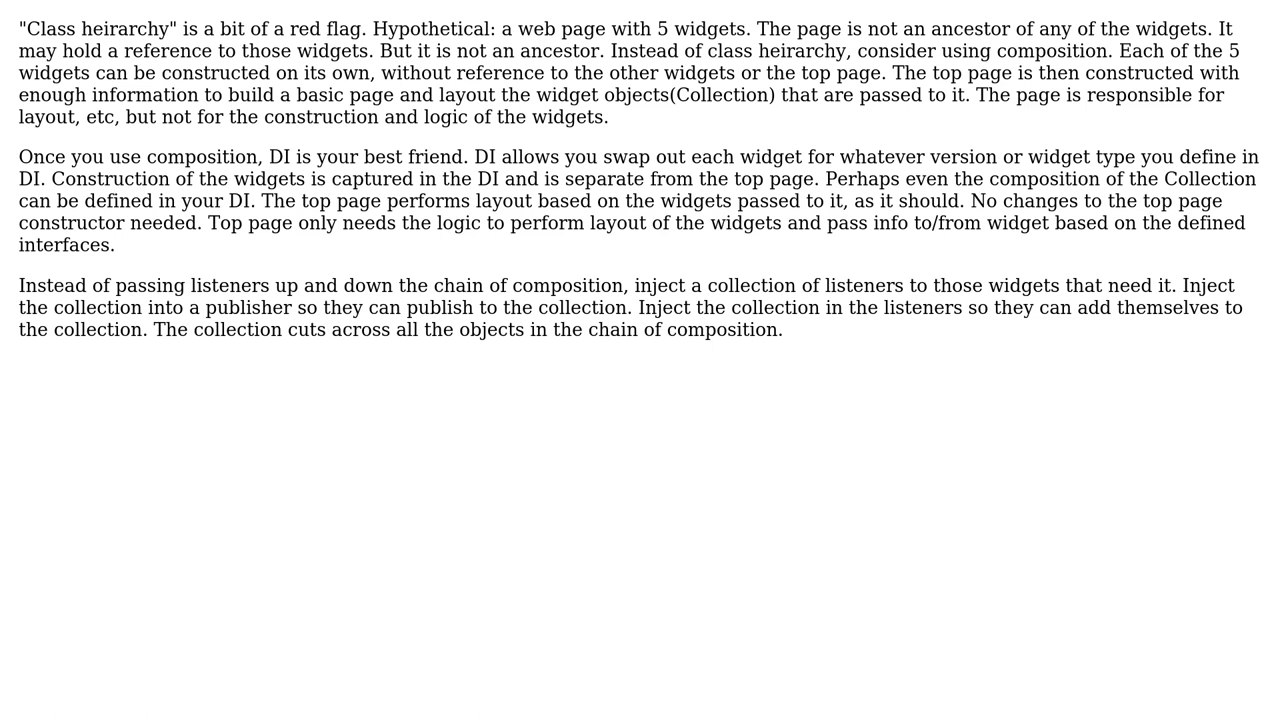 "Class heirarchy" is a bit of a red flag. Hypothetical: a web page with 5 widgets. The page is not an ancestor of any of the widgets. It
may hold a reference to those widgets. But it is not an ancestor. Instead of class heirarchy, consider using composition. Each of the 5
widgets can be constructed on its own, without reference to the other widgets or the top page. The top page is then constructed with
enough information to build a basic page and layout the widget objects(Collection) that are passed to it. The page is responsible for
layout, etc, but not for the construction and logic of the widgets.
Once you use composition, DI is your best friend. DI allows you swap out each widget for whatever version or widget type you define in
DI. Construction of the widgets is captured in the DI and is separate from the top page. Perhaps even the composition of the Collection
can be defined in your DI. The top page performs layout based on the widgets passed to it, as it should. No changes to the top page
constructor needed. Top page only needs the logic to perform layout of the widgets and pass info to/from widget based on the defined
interfaces.
Instead of passing listeners up and down the chain of composition, inject a collection of listeners to those widgets that need it. Inject
the collection into a publisher so they can publish to the collection. Inject the collection in the listeners so they can add themselves to
the collection. The collection cuts across all the objects in the chain of composition.